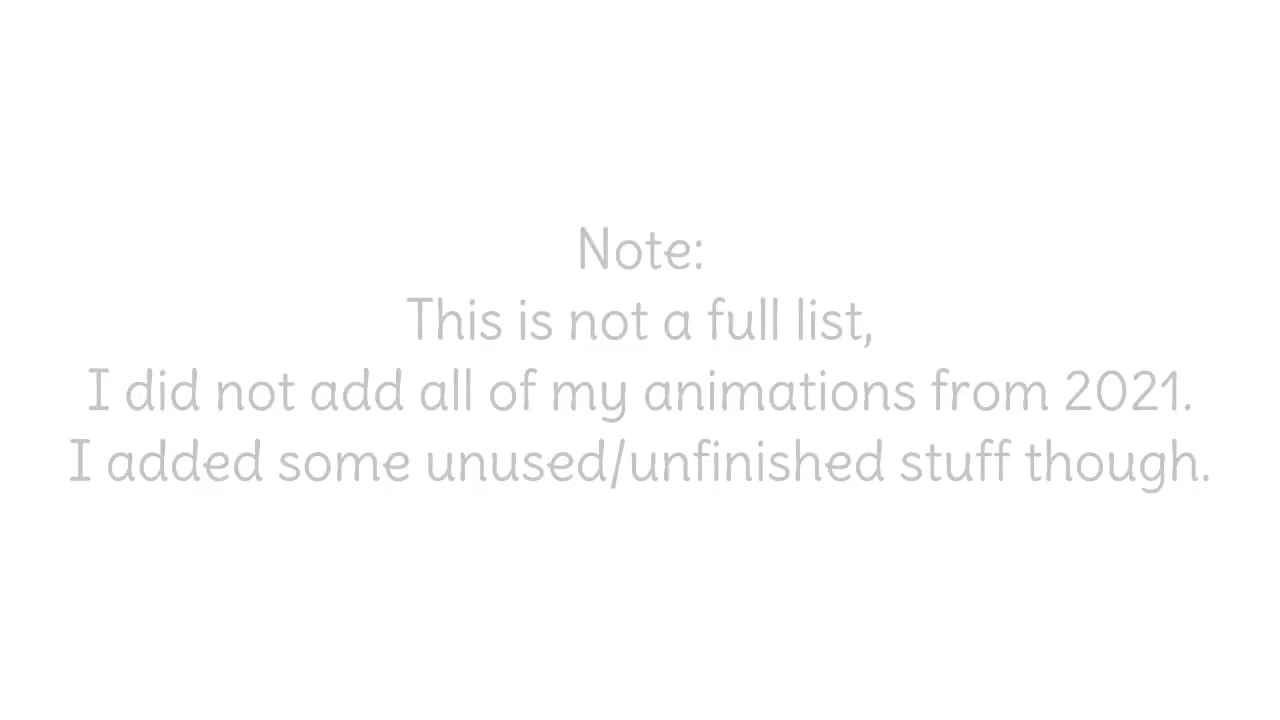 Note:
This is not a full list,
I did not add all of my animations from 2021.
I added some unused/unfinished stuff though.